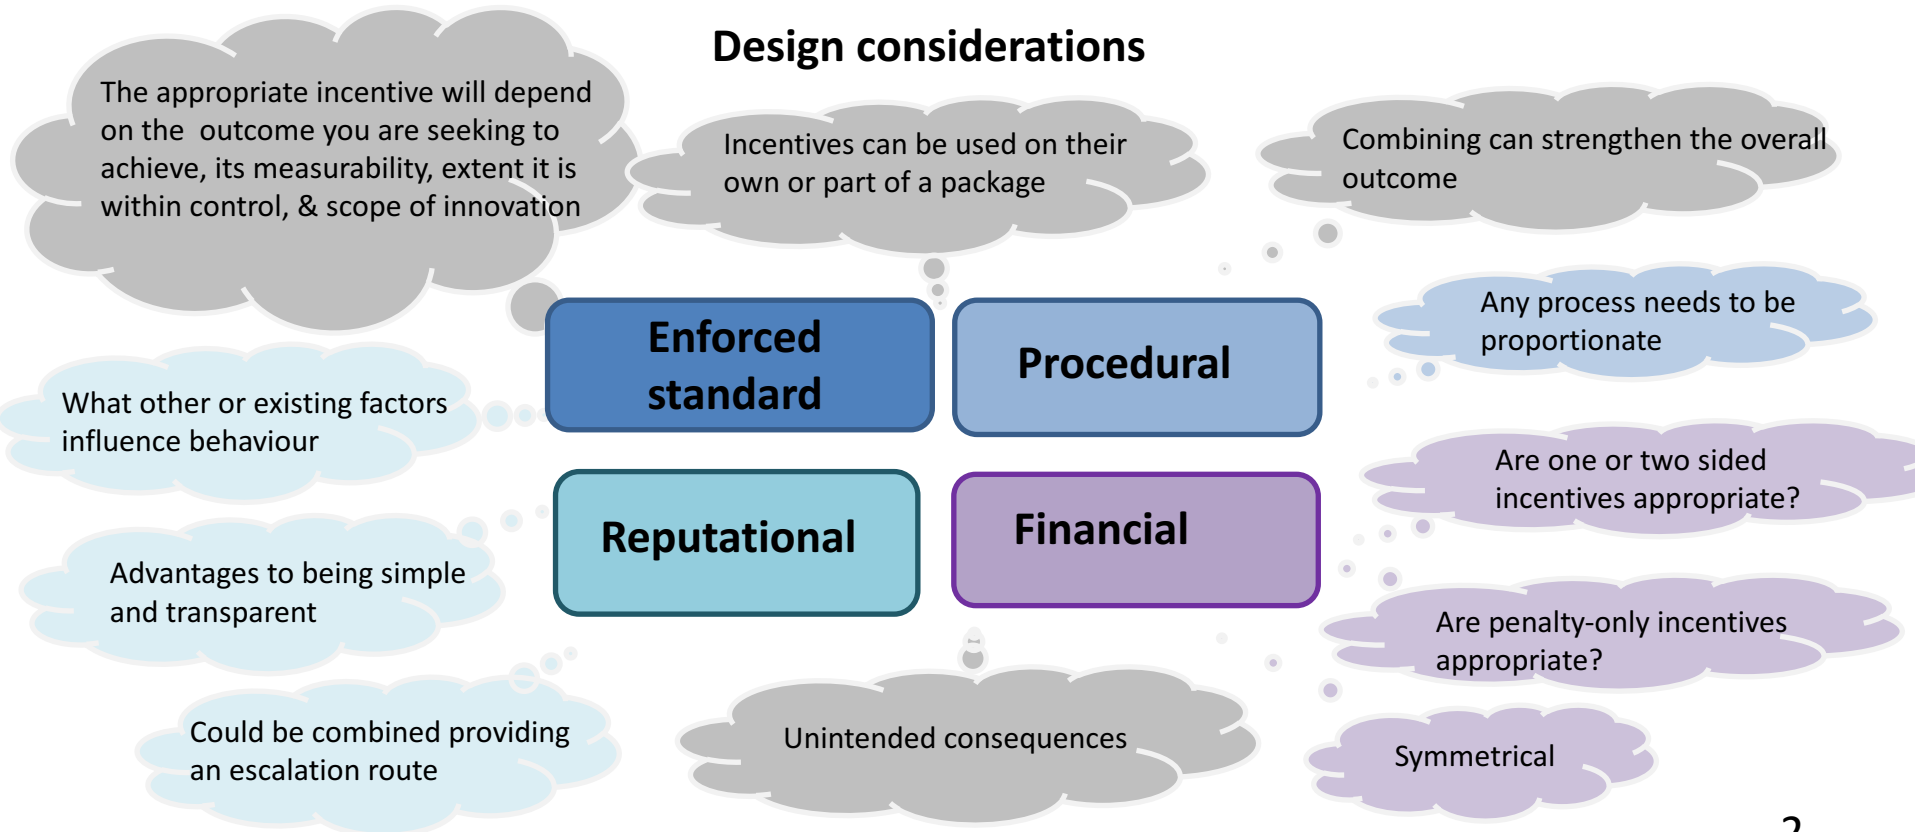 Design considerations
The appropriate incentive will depend
on the outcome you are seeking to
achieve, its measurability, extent it is
within control, & scope of innovation
Incentives can be used on their
own or part of a package
Combining can strengthen the overall
outcome
Any process needs to be
proportionate
Enforced
standard
Procedural
What other or existing factors
influence behaviour
Are one or two sided
incentives appropriate?
Reputational
Financial
Advantages to being simple
and transparent
Are penalty-only incentives
appropriate?
Could be combined providing
an escalation route
Unintended consequences
Symmetrical
2